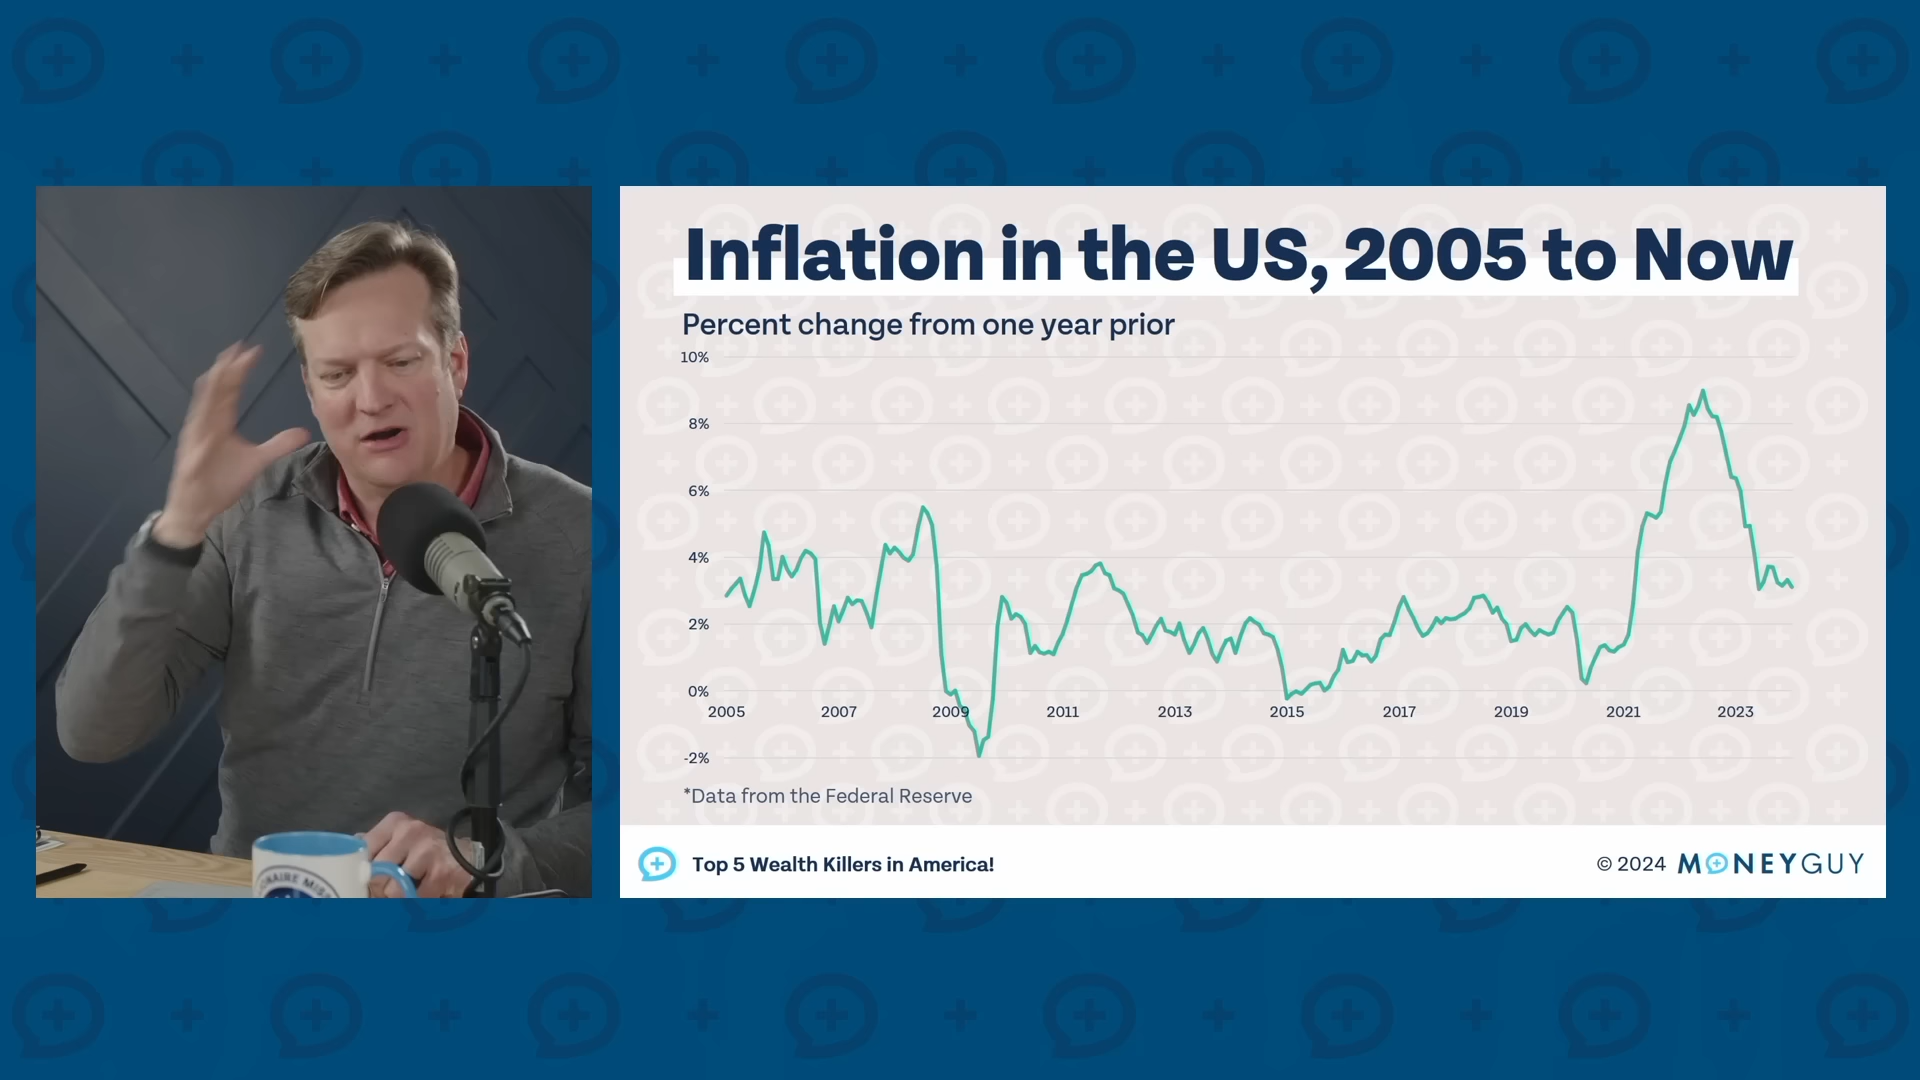 Inflation in the US, 2005 to Now
Percent change from one year prior
10%
8%
6%
4%
2%
0%
2005 2007 2009 2011 2013 2015 2017 2019 2021 2023
-2%
*Data from the Federal Reserve
Top 5 Wealth Killers in America!
© 2024 MONEYGUY